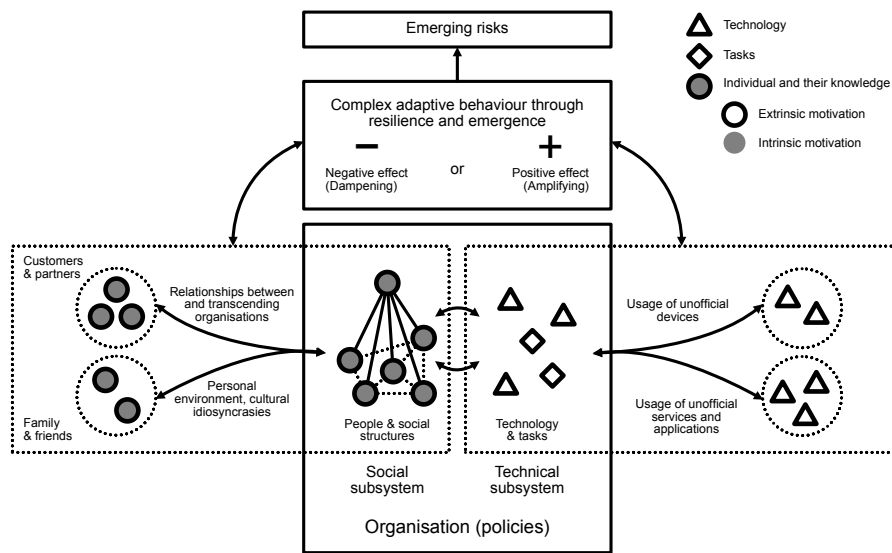 Emerging risks
Complex adaptive behaviour through
resilience and emergence
−
Negative effect
(Dampening)
or
+
Positive effect
(Amplifying)
Technology
Tasks
Individual and their knowledge
Extrinsic motivation
Intrinsic motivation
Customers
& partners
Relationships between
and transcending
organisations
Personal
environment, cultural
idiosyncrasies
Family
& friends
People & social
structures
Technology
& tasks
Usage of unofficial
devices
Usage of unofficial
services and
applications
Social
subsystem
Technical
subsystem
Organisation (policies)